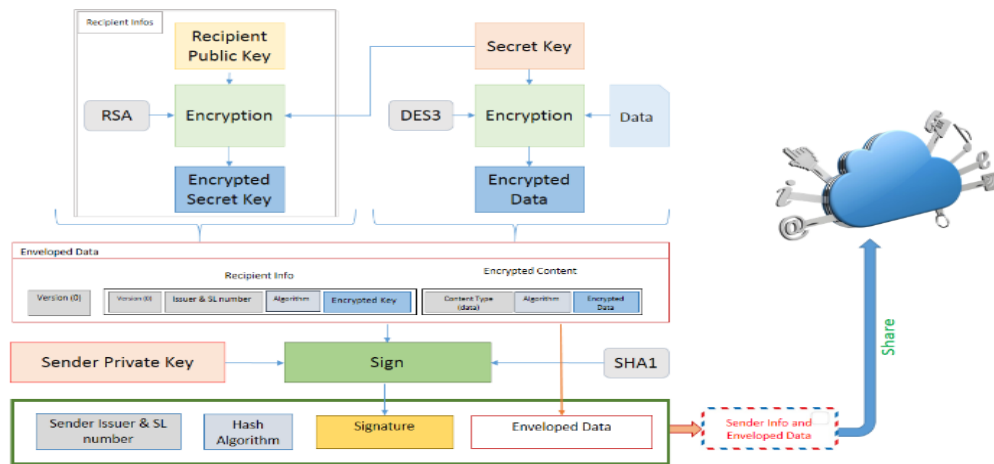 Recipient Infos
Recipient
Public Key
Secret Key
RSA
Encryption
DES3
Encryption
Data
Encrypted
Secret Key
Encrypted
Data
Enveloped Data
Recipient Info
Encrypted Content
Version (0)
Version (0)
Issuer & SL number
Algorithm
Encrypted Key
Content Type
(data)
Algorithm
Encrypted
Data
Sender Private Key
Sign
SHA1
Share
Sender Issuer & SL
number
Hash
Algorithm
Signature
Enveloped Data
Sender Info and
Enveloped Data